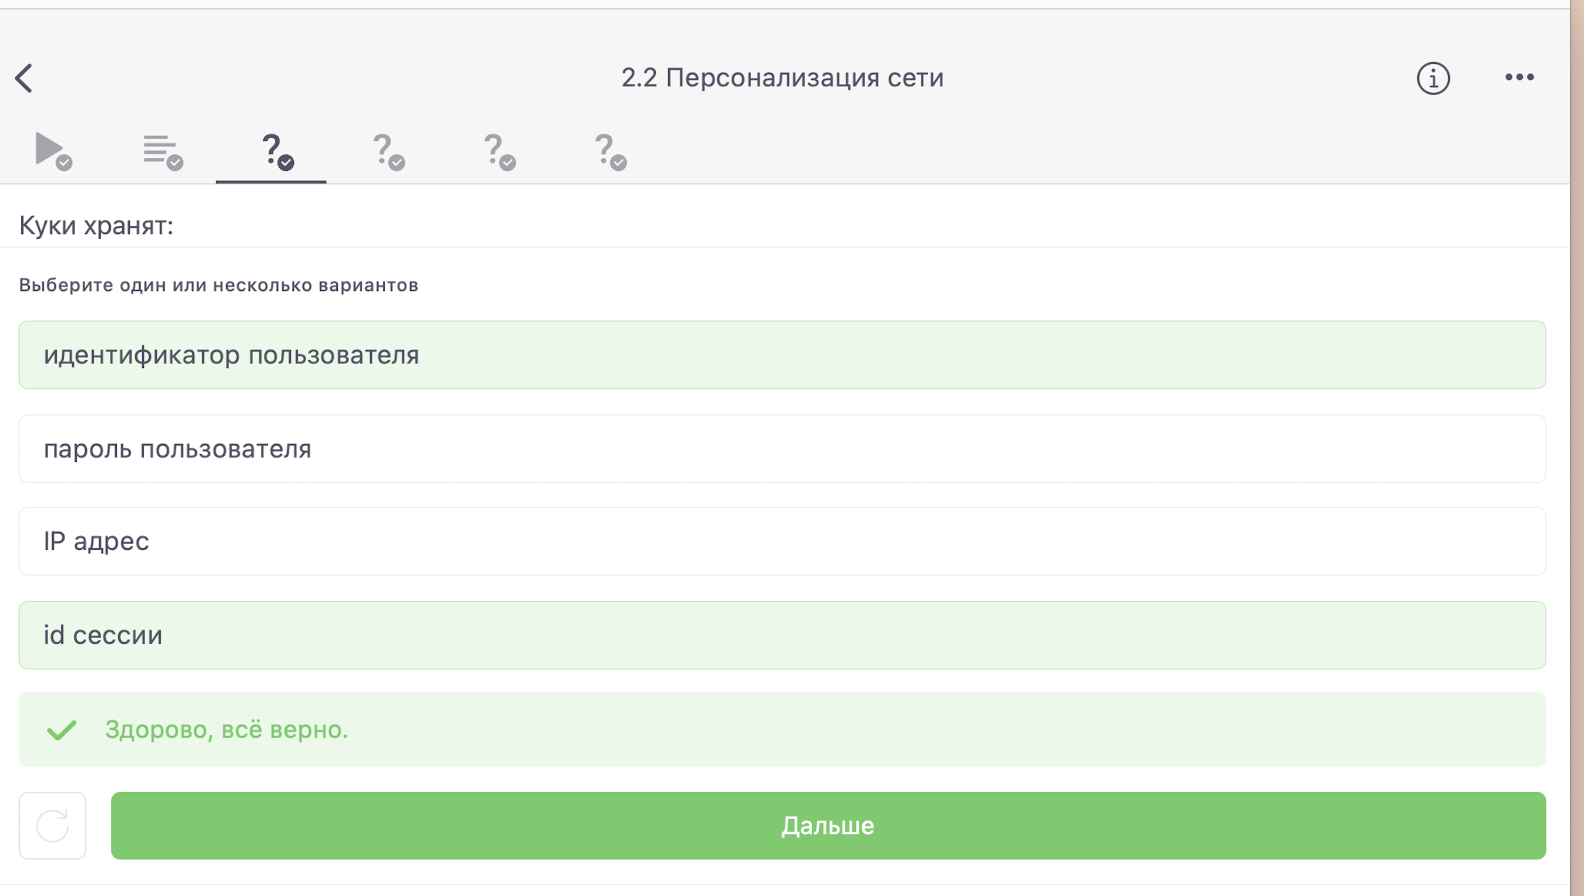 2.2 Персонализация сети
Куки хранят:
Выберите один или несколько вариантов
идентификатор пользователя
пароль пользователя
IP адрес
id сессии
Здорово, всё верно.
Дальше